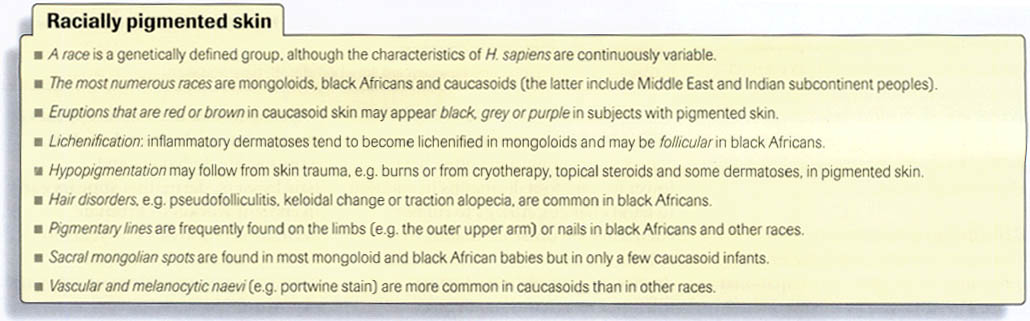 Racially pigmented skin
■ A race is a genetically defined group, although the characteristics of H. sapiens are continuously variable.
■ The most numerous races are mongoloids, black Africans and caucasoids (the latter include Middle East and Indian subcontinent peoples).
■ Eruptions that are red or brown in caucasoid skin may appear black, grey or purple in subjects with pigmented skin.
■ Lichenification: inflammatory dermatoses tend to become lichenified in mongoloids and may be follicular in black Africans.
■ Hypopigmentation may follow from skin trauma, e.g. burns or from cryotherapy, topical steroids and some dermatoses, in pigmented skin.
■ Hair disorders, e.g. pseudofolliculitis, keloidal change or traction alopecia, are common in black Africans.
■ Pigmentary lines are frequently found on the limbs (e.g. the outer upper arm) or nails in black Africans and other races.
■ Sacral mongolian spots are found in most mongoloid and black African babies but in only a few caucasoid infants.
■ Vascular and melanocytic naevi (e.g. portwine stain) are more common in caucasoids than in other races.